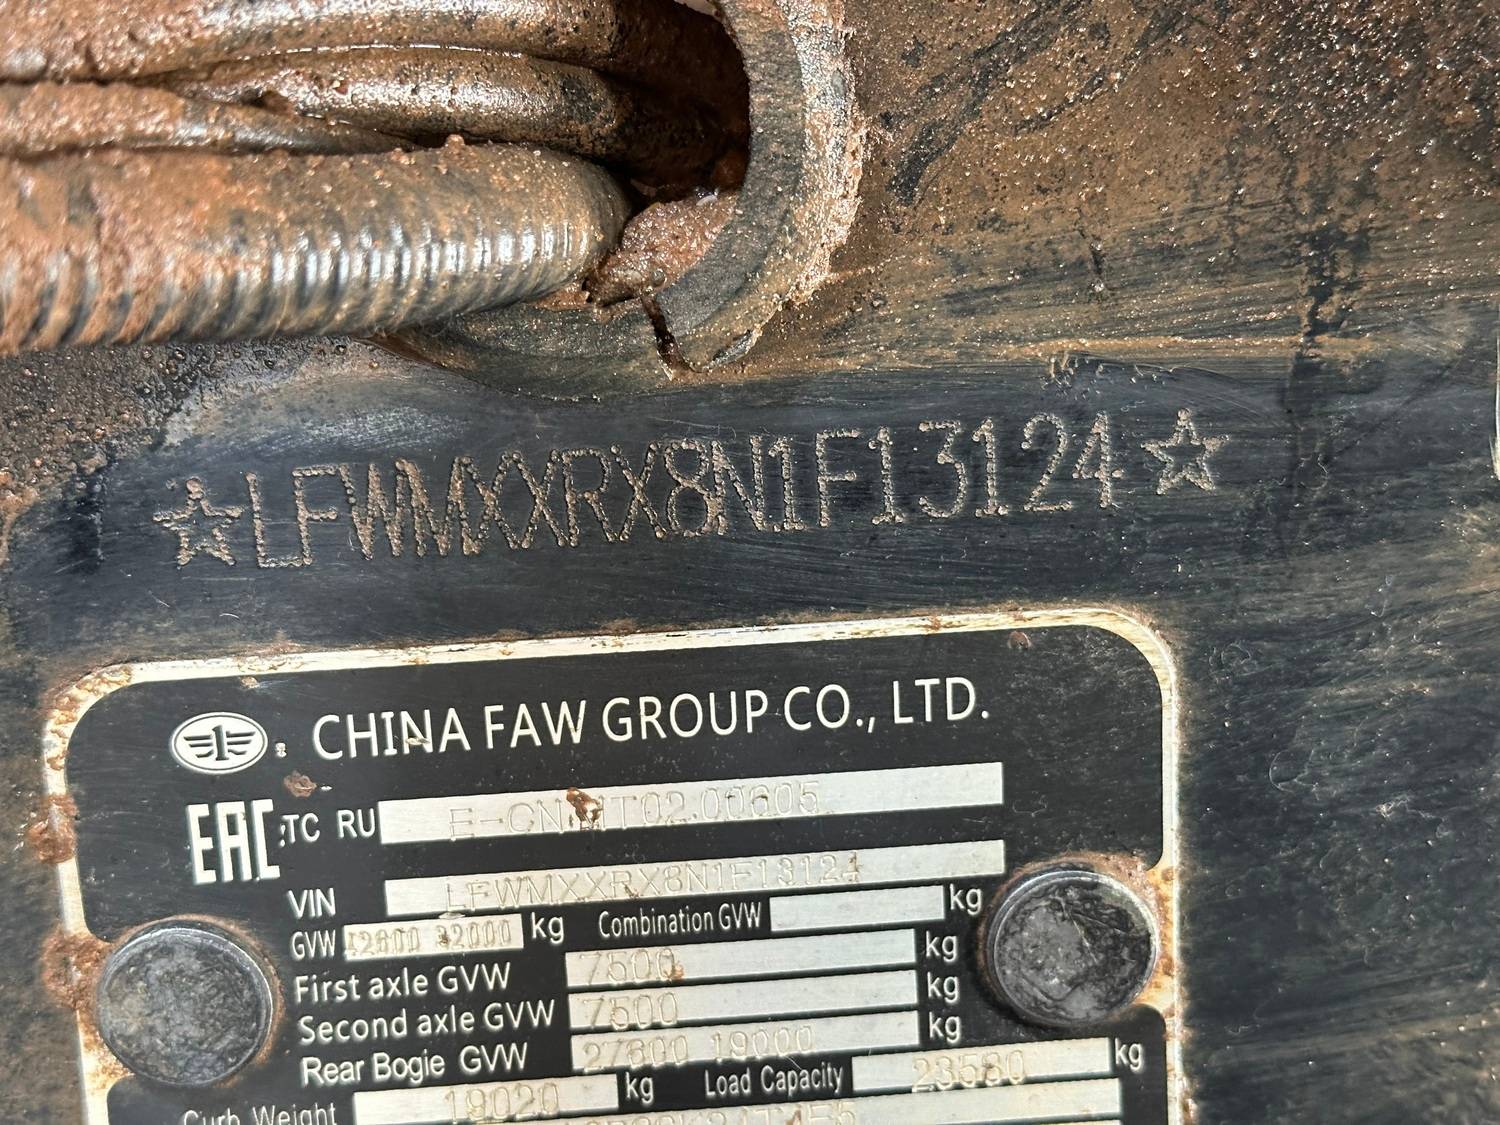 ☆LFWMXXRX8N1F13124☆
CHINA FAW GROUP CO., LTD.
EAC TC RU E-CN.MT02.00605
VIN LFWMXXRX8N1F13124
GVW 42600 32000 kg Combination GVW kg
First axle GVW 7500 kg
Second axle GVW 7500 kg
Rear Bogie GVW 27600 19000 kg
Curb Weight 19020 kg Load Capacity 23580 kg